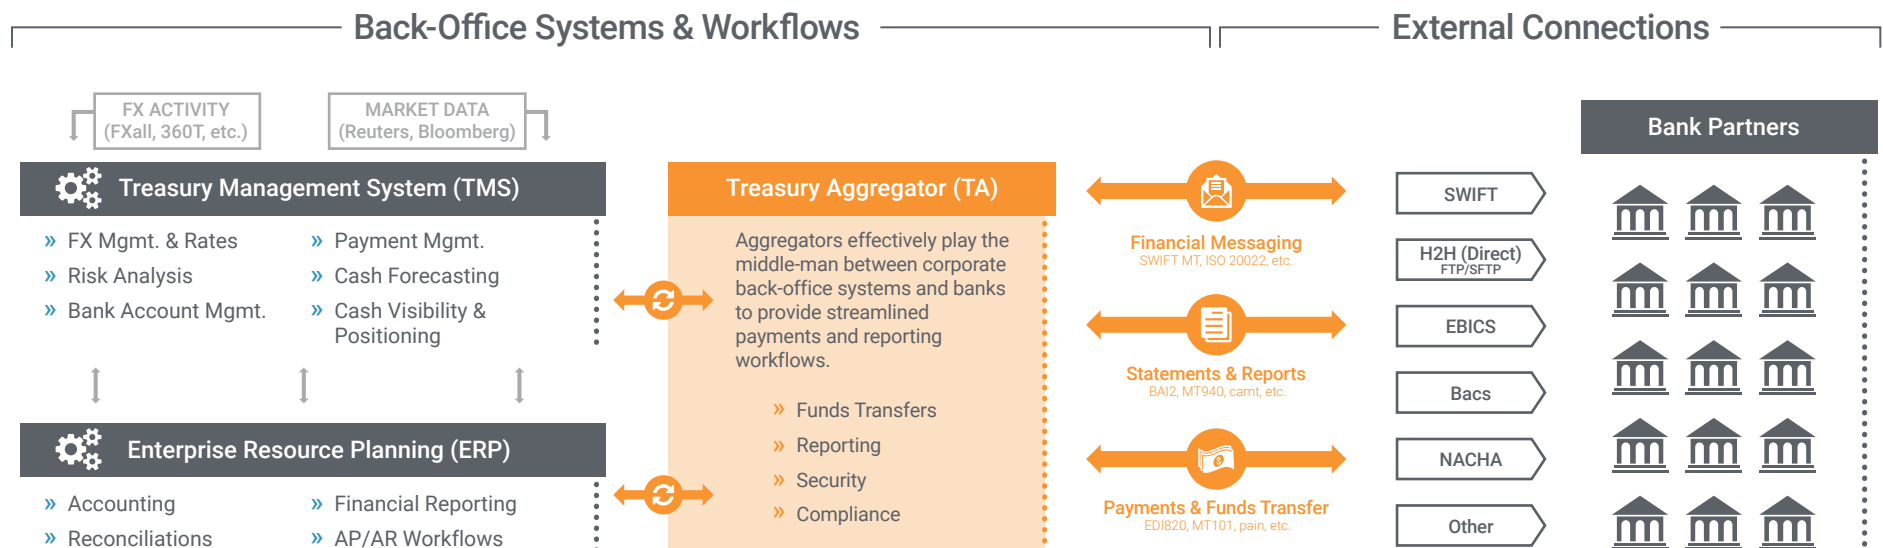 Back-Office Systems & Workflows
External Connections
FX ACTIVITY
(FXall, 360T, etc.)
MARKET DATA
(Reuters, Bloomberg)
Treasury Management System (TMS)
» FX Mgmt. & Rates
» Risk Analysis
» Bank Account Mgmt.
» Payment Mgmt.
» Cash Forecasting
» Cash Visibility &
Positioning
Enterprise Resource Planning (ERP)
» Accounting
» Reconciliations
» Financial Reporting
» AP/AR Workflows
Treasury Aggregator (TA)
Aggregators effectively play the
middle-man between corporate
back-office systems and banks
to provide streamlined
payments and reporting
workflows.
» Funds Transfers
» Reporting
» Security
» Compliance
Financial Messaging
SWIFT MT, ISO 20022, etc.
Statements & Reports
BAI2, MT940, camt, etc.
Payments & Funds Transfer
EDI820, MT101, pain, etc.
SWIFT
H2H (Direct)
FTP/SFTP
EBICS
Bacs
NACHA
Other
Bank Partners